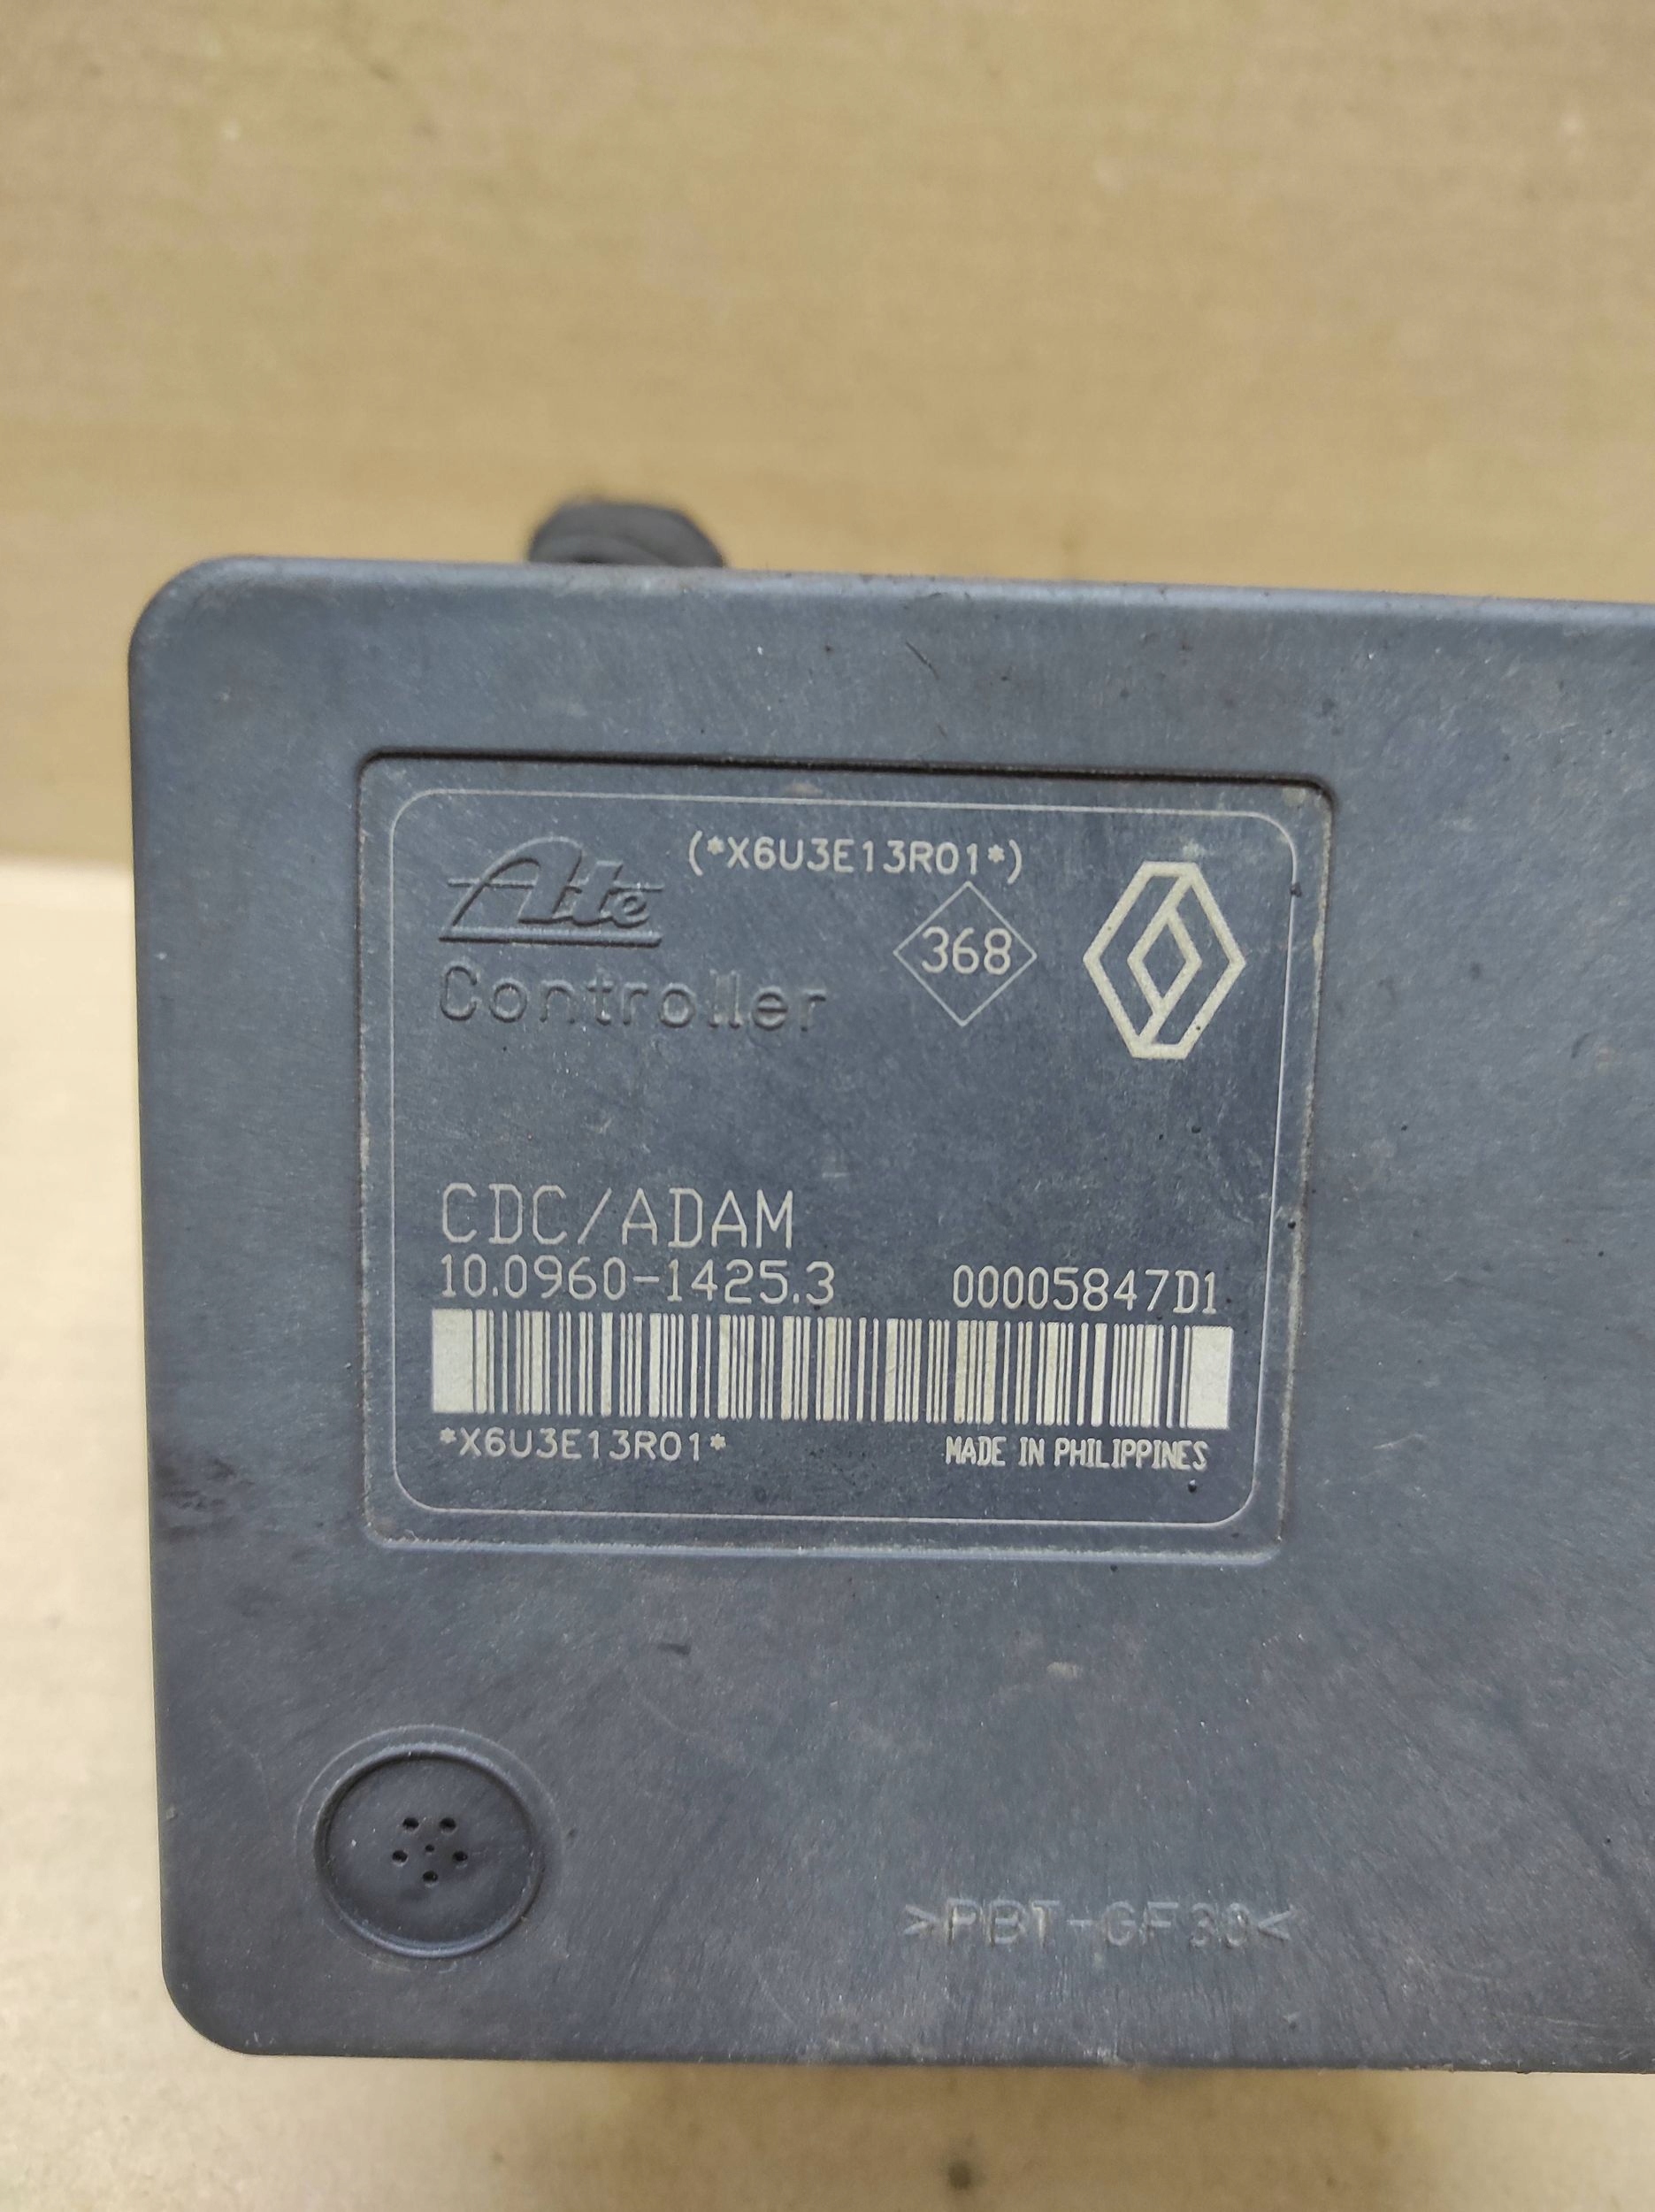 (*X6U3E13R01*)
Ate
368
Controller
CDC/ADAM
10.0960-1425.3 00005847D1
*X6U3E13R01* MADE IN PHILIPPINES
>PBT-GF30<